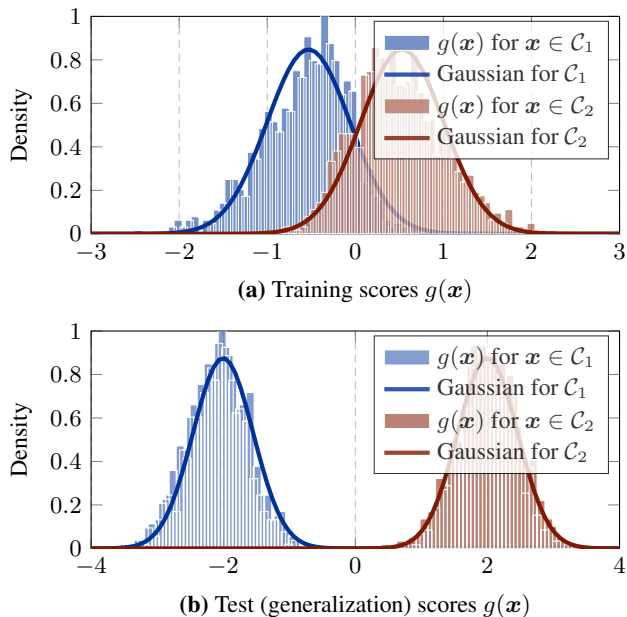 1
0.8
0.6
0.4
0.2
0
Density
g(x) for x ∈ C₁
Gaussian for C₁
g(x) for x ∈ C₂
Gaussian for C₂
−3 −2 −1 0 1 2 3
(a) Training scores g(x)
1
0.8
0.6
0.4
0.2
0
Density
g(x) for x ∈ C₁
Gaussian for C₁
g(x) for x ∈ C₂
Gaussian for C₂
−4 −2 0 2 4
(b) Test (generalization) scores g(x)